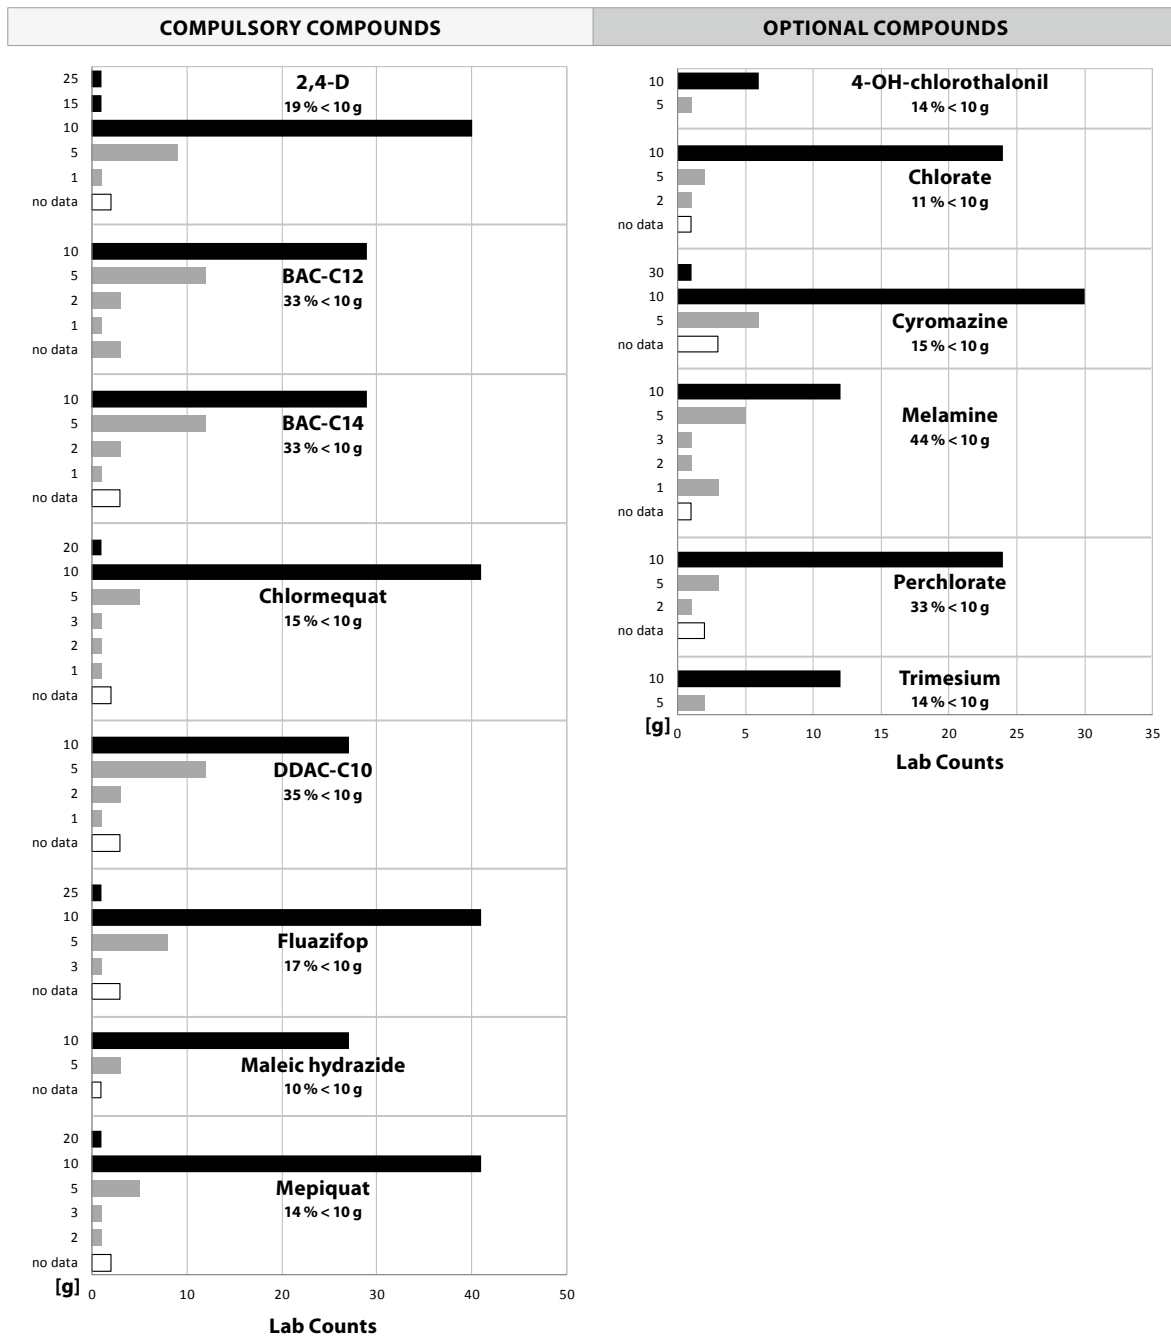 COMPULSORY COMPOUNDS
OPTIONAL COMPOUNDS
25
2,4-D
15
19 % < 10 g
10
5
1
no data
10
5
BAC-C12
2
33 % < 10 g
1
no data
10
5
BAC-C14
2
33 % < 10 g
1
no data
20
10
5
Chlormequat
3
15 % < 10 g
2
1
no data
10
5
DDAC-C10
2
35 % < 10 g
1
no data
25
10
5
Fluazifop
3
17 % < 10 g
no data
10
5
Maleic hydrazide
no data
10 % < 10 g
20
10
5
Mepiquat
3
14 % < 10 g
2
no data
[g]
0 10 20 30 40 50
Lab Counts
10
4-OH-chlorothalonil
5
14 % < 10 g
10
5
Chlorate
2
11 % < 10 g
no data
30
10
5
Cyromazine
no data
15 % < 10 g
10
5
Melamine
3
44 % < 10 g
2
1
no data
10
5
Perchlorate
2
33 % < 10 g
no data
10
Trimesium
5
14 % < 10 g
[g]
0 5 10 15 20 25 30 35
Lab Counts